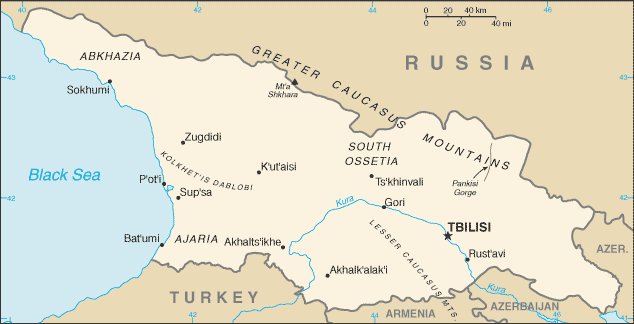 42
44
46
0
20
40 km
0
20
40 mi
ABKHAZIA
GREATER CAUCASUS MOUNTAINS
RUSSIA
43
43
Sokhumi
Mt'a
Shkhara
Zugdidi
KOLKHET'IS DABLOBI
SOUTH
OSSETIA
K'ut'aisi
Ts'khinvali
Pankisi
Gorge
Black Sea
P'ot'i
Sup'sa
42
42
Kura
Gori
TBILISI
Bat'umi
AJARIA
Akhalts'ikhe
LESSER CAUCASUS MTS.
Rust'avi
AZER.
Akhalk'alak'i
TURKEY
Kura
ARMENIA
AZERBAIJAN
42
44
46